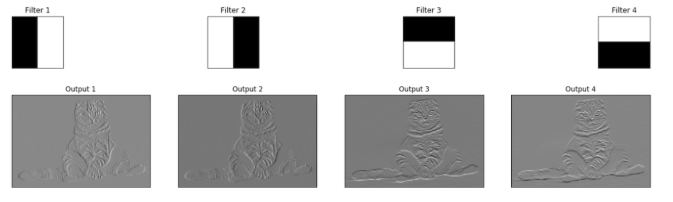 Filter 1
Filter 2
Filter 3
Filter 4
Output 1
Output 2
Output 3
Output 4